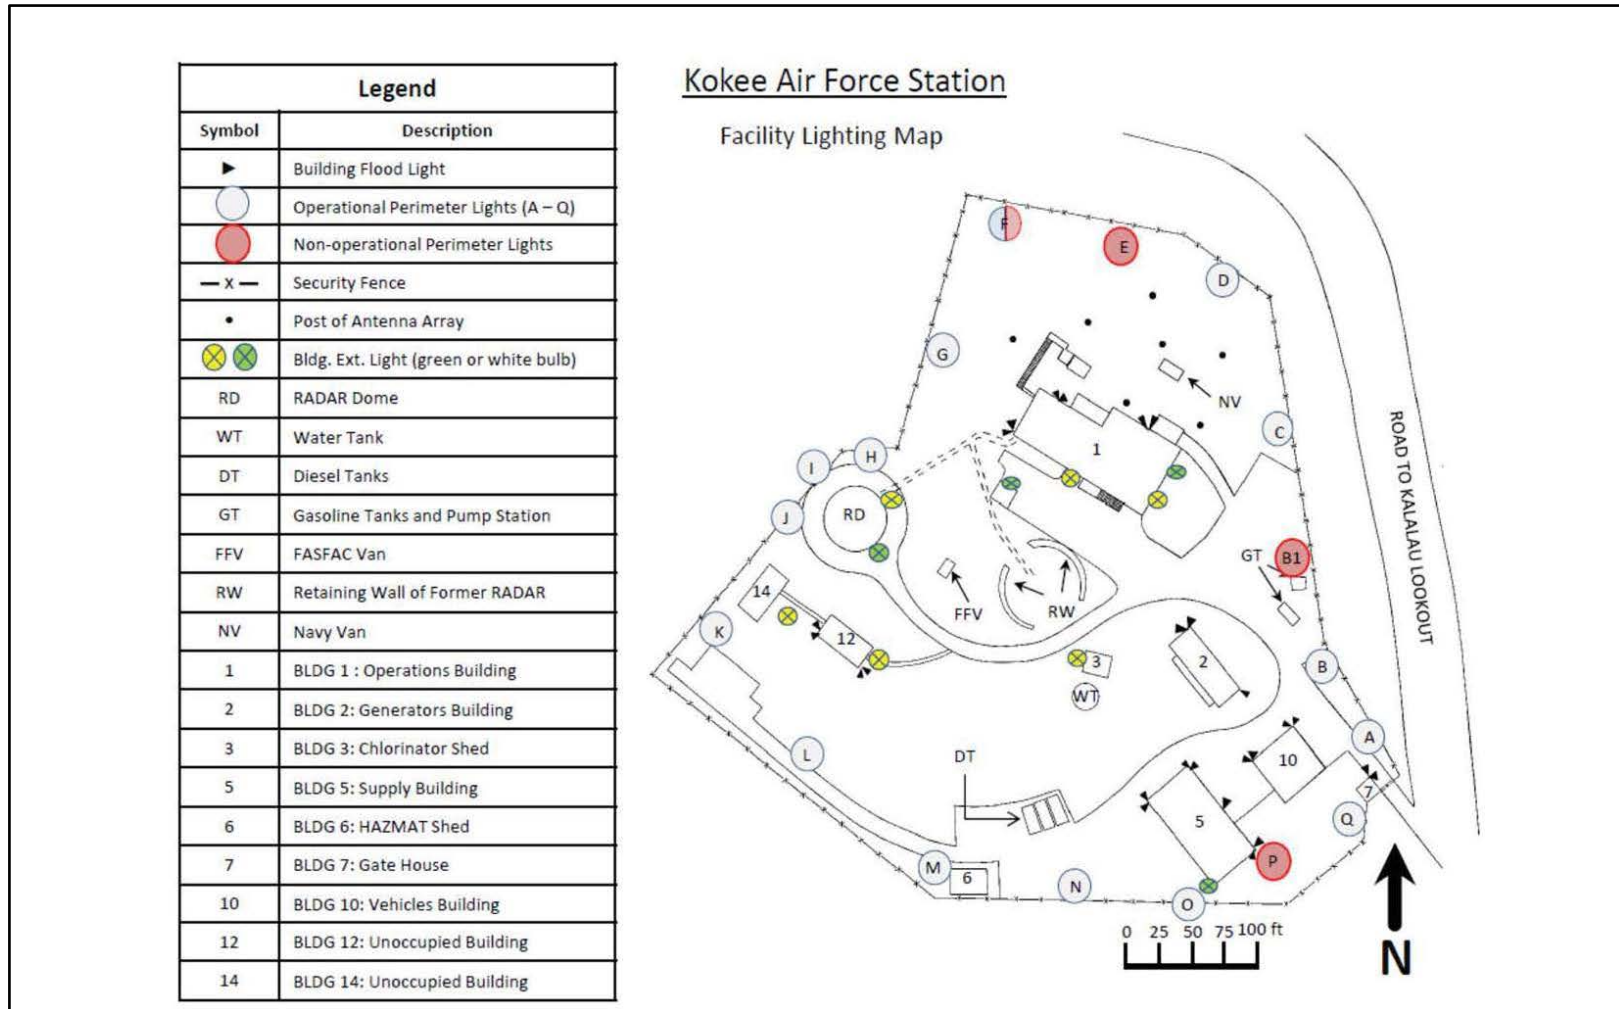 Legend
Symbol Description
Building Flood Light
Operational Perimeter Lights (A – Q)
Non-operational Perimeter Lights
X Security Fence
Post of Antenna Array
Bldg. Ext. Light (green or white bulb)
RD RADAR Dome
WT Water Tank
DT Diesel Tanks
GT Gasoline Tanks and Pump Station
FFV FASFAC Van
RW Retaining Wall of Former RADAR
NV Navy Van
1 BLDG 1 : Operations Building
2 BLDG 2: Generators Building
3 BLDG 3: Chlorinator Shed
5 BLDG 5: Supply Building
6 BLDG 6: HAZMAT Shed
7 BLDG 7: Gate House
10 BLDG 10: Vehicles Building
12 BLDG 12: Unoccupied Building
14 BLDG 14: Unoccupied Building
Kokee Air Force Station
Facility Lighting Map
F
E
D
G
NV
C
1
H
I
J
RD
ROAD TO KALALAU LOOKOUT
GT
B1
14
FFV
RW
K
12
3
2
B
WT
A
L
DT
10
7
5
Q
P
M
6
N
O
0 25 50 75 100 ft
N